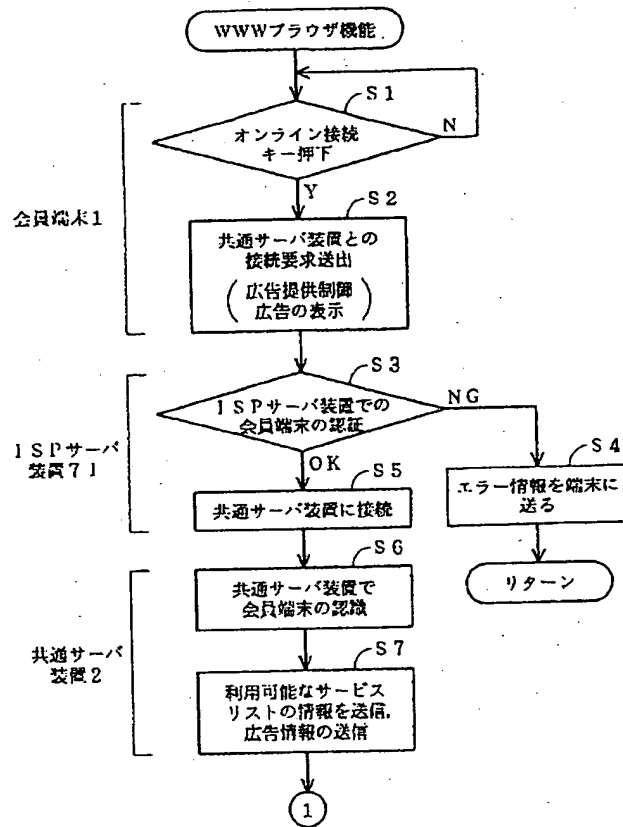 WWWブラウザ機能
S1
オンライン接続
キー押下
N
Y
会員端末1
S2
共通サーバ装置との
接続要求送出
(広告提供制御
広告の表示)
S3
ISPサーバ装置での
会員端末の認証
NG
OK
ISPサーバ
装置71
S4
エラー情報を端末に
送る
S5
共通サーバ装置に接続
リターン
S6
共通サーバ装置で
会員端末の認識
共通サーバ
装置2
S7
利用可能なサービス
リストの情報を送信,
広告情報の送信
1